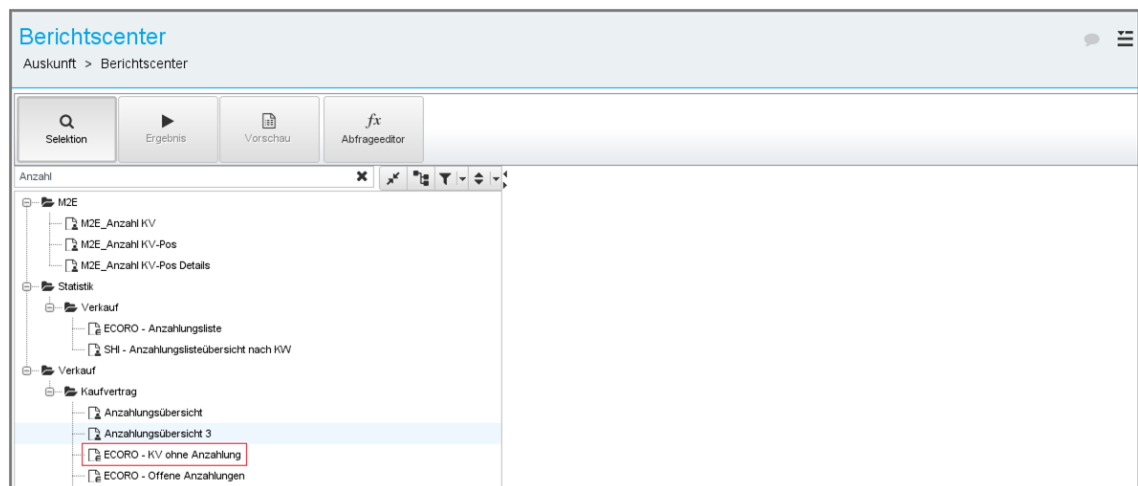 Berichtscenter
Auskunft > Berichtscenter
Selektion
Ergebnis
Vorschau
fx
Abfrageeditor
Anzahl
M2E
M2E_Anzahl KV
M2E_Anzahl KV-Pos
M2E_Anzahl KV-Pos Details
Statistik
Verkauf
ECORO - Anzahlungsliste
SHI - Anzahlungslisteübersicht nach KW
Verkauf
Kaufvertrag
Anzahlungsübersicht
Anzahlungsübersicht 3
ECORO - KV ohne Anzahlung
ECORO - Offene Anzahlungen